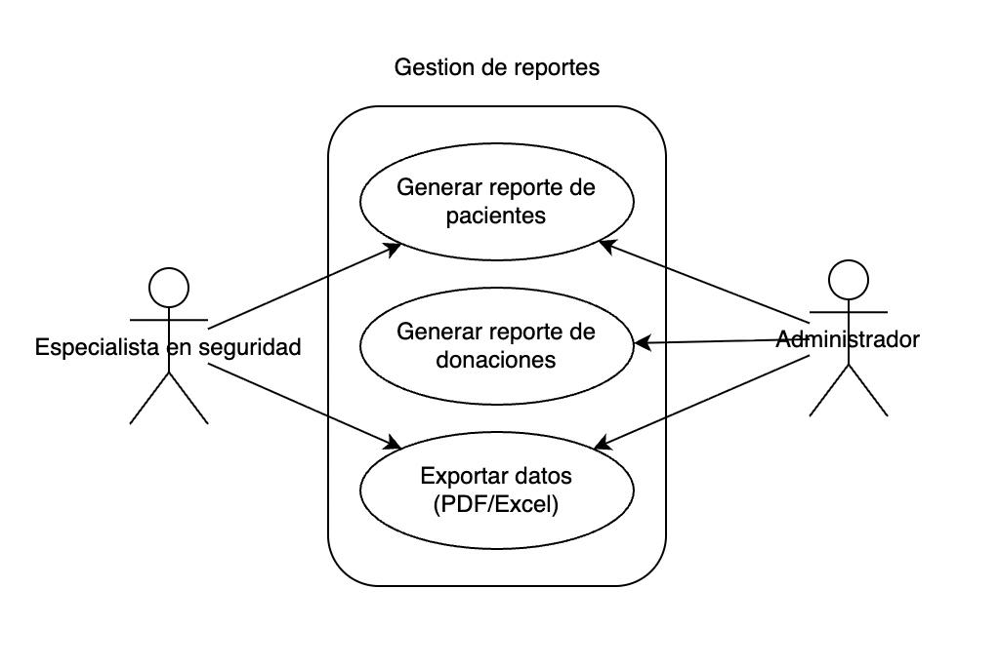 Gestion de reportes
Generar reporte de
pacientes
Generar reporte de
donaciones
Especialista en seguridad
Administrador
Exportar datos
(PDF/Excel)